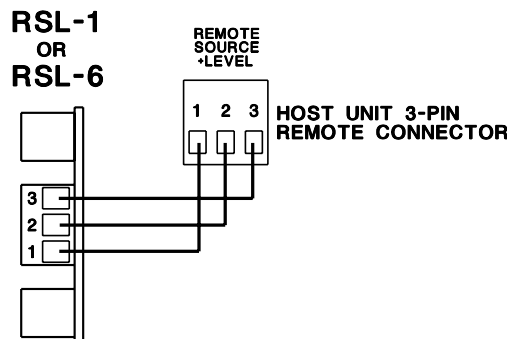 RSL-1
OR
RSL-6
REMOTE
SOURCE
+LEVEL
1 2 3
HOST UNIT 3-PIN
REMOTE CONNECTOR
3
2
1